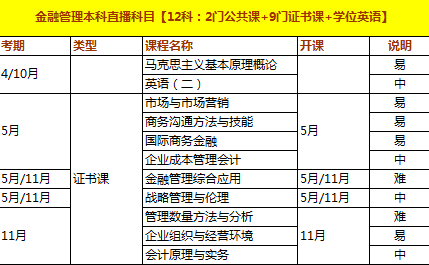 金融管理本科直播科目【12科：2门公共课+9门证书课+学位英语】
考期 类型 课程名称 开课 说明
4/10月 马克思主义基本原理概论 易
英语（二） 中
5月 证书课 市场与市场营销 5月 易
商务沟通方法与技能 易
国际商务金融 易
企业成本管理会计 中
5月/11月 金融管理综合应用 5月/11月 难
5月/11月 战略管理与伦理 5月/11月 中
11月 管理数量方法与分析 11月 难
企业组织与经营环境 易
会计原理与实务 中